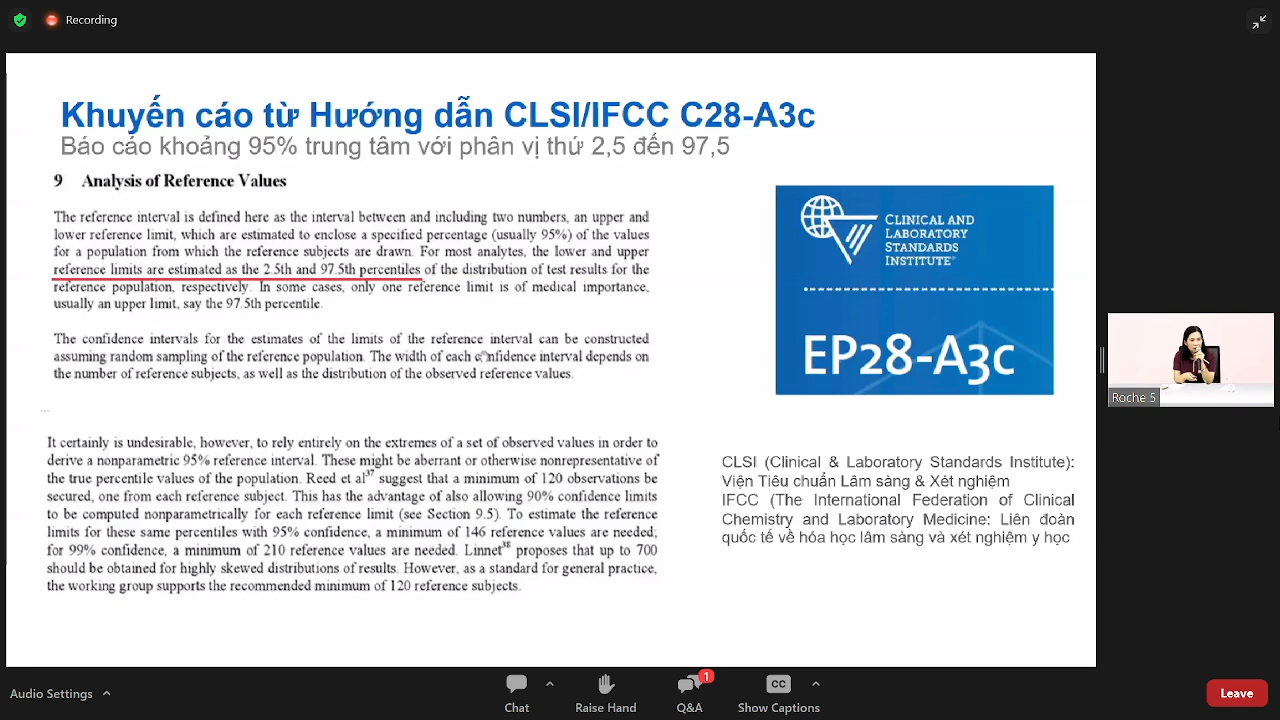 Recording
Khuyến cáo từ Hướng dẫn CLSI/IFCC C28-A3c
Báo cáo khoảng 95% trung tâm với phân vị thứ 2,5 đến 97,5
9 Analysis of Reference Values
The reference interval is defined here as the interval between and including two numbers, an upper and
lower reference limit, which are estimated to enclose a specified percentage (usually 95%) of the values
for a population from which the reference subjects are drawn. For most analytes, the lower and upper
reference limits are estimated as the 2.5th and 97.5th percentiles of the distribution of test results for the
reference population, respectively. In some cases, only one reference limit is of medical importance,
usually an upper limit, say the 97.5th percentile.
The confidence intervals for the estimates of the limits of the reference interval can be constructed
assuming random sampling of the reference population. The width of each confidence interval depends on
the number of reference subjects, as well as the distribution of the observed reference values.
...
It certainly is undesirable, however, to rely entirely on the extremes of a set of observed values in order to
derive a nonparametric 95% reference interval. These might be aberrant or otherwise nonrepresentative of
the true percentile values of the population. Reed et al37 suggest that a minimum of 120 observations be
secured, one from each reference subject. This has the advantage of also allowing 90% confidence limits
to be computed nonparametrically for each reference limit (see Section 9.5). To estimate the reference
limits for these same percentiles with 95% confidence, a minimum of 146 reference values are needed;
for 99% confidence, a minimum of 210 reference values are needed. Linnet38 proposes that up to 700
should be obtained for highly skewed distributions of results. However, as a standard for general practice,
the working group supports the recommended minimum of 120 reference subjects.
CLINICAL AND
LABORATORY
STANDARDS
INSTITUTE®
EP28-A3c
CLSI (Clinical & Laboratory Standards Institute):
Viện Tiêu chuẩn Lâm sàng & Xét nghiệm
IFCC (The International Federation of Clinical
Chemistry and Laboratory Medicine: Liên đoàn
quốc tế về hóa học lâm sàng và xét nghiệm y học
Roche 5
Audio Settings
Chat
Raise Hand
1
Q&A
CC
Show Captions
Leave